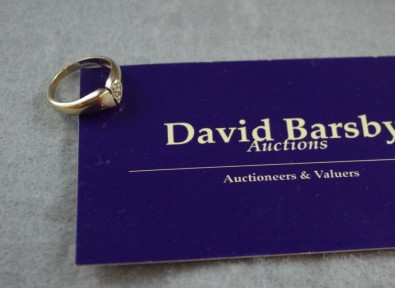 David Barsby
Auctions
Auctioneers & Valuers